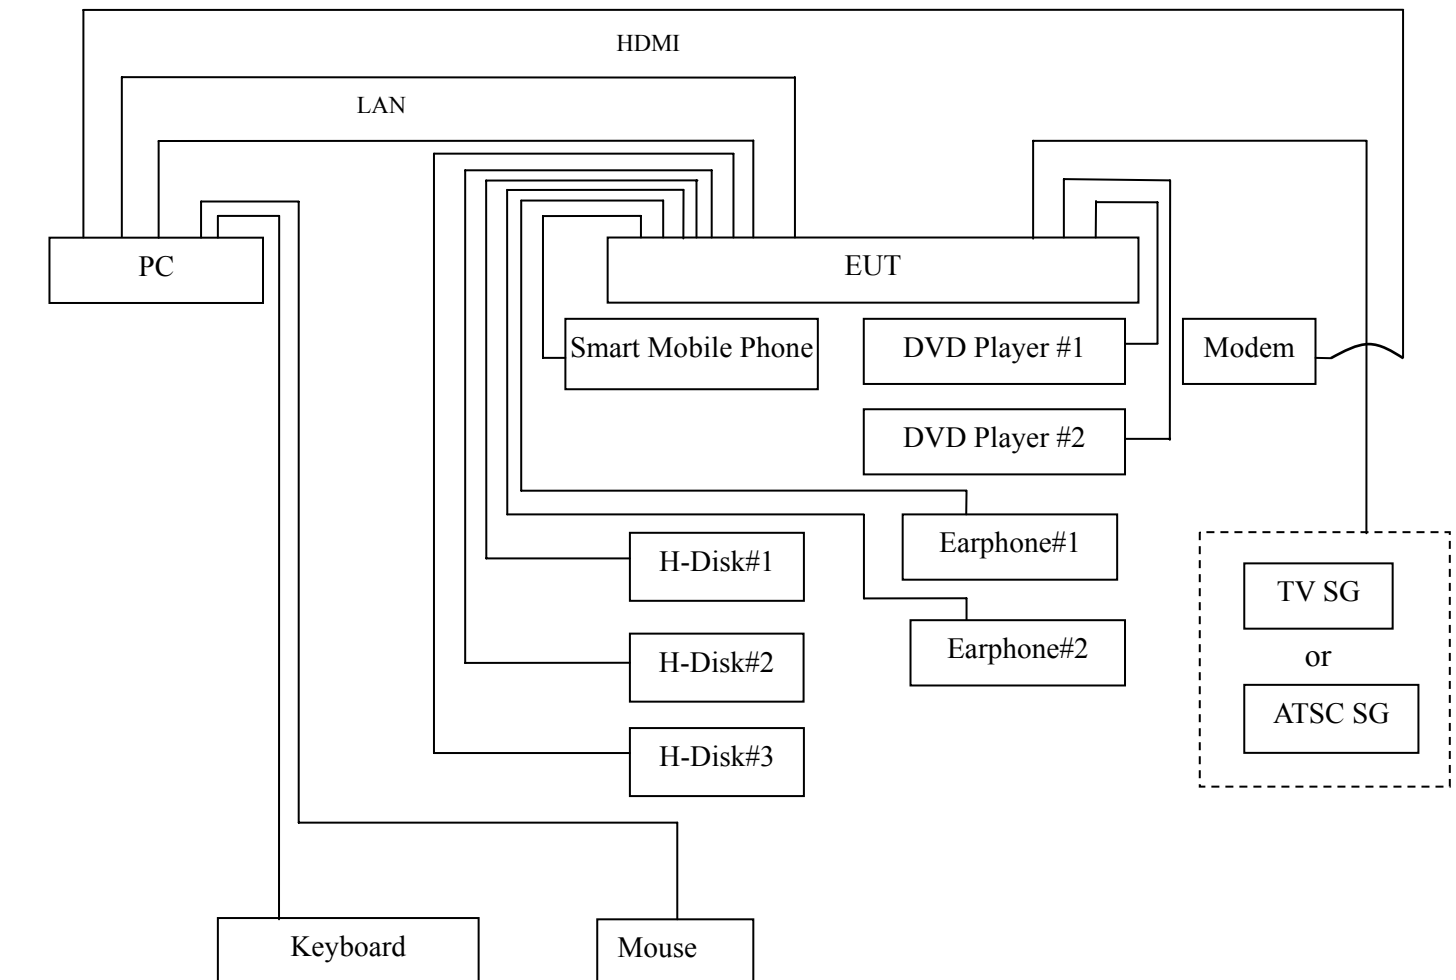 HDMI
LAN
PC
EUT
Smart Mobile Phone
DVD Player #1
Modem
DVD Player #2
Earphone#1
H-Disk#1
TV SG
or
Earphone#2
H-Disk#2
ATSC SG
H-Disk#3
Keyboard
Mouse